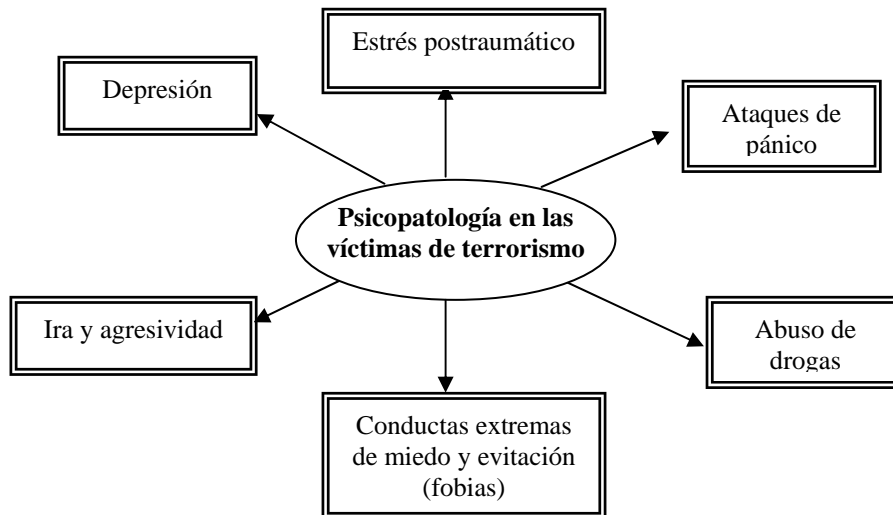 Estrés postraumático
Depresión
Ataques de
pánico
Psicopatología en las
víctimas de terrorismo
Ira y agresividad
Abuso de
drogas
Conductas extremas
de miedo y evitación
(fobias)